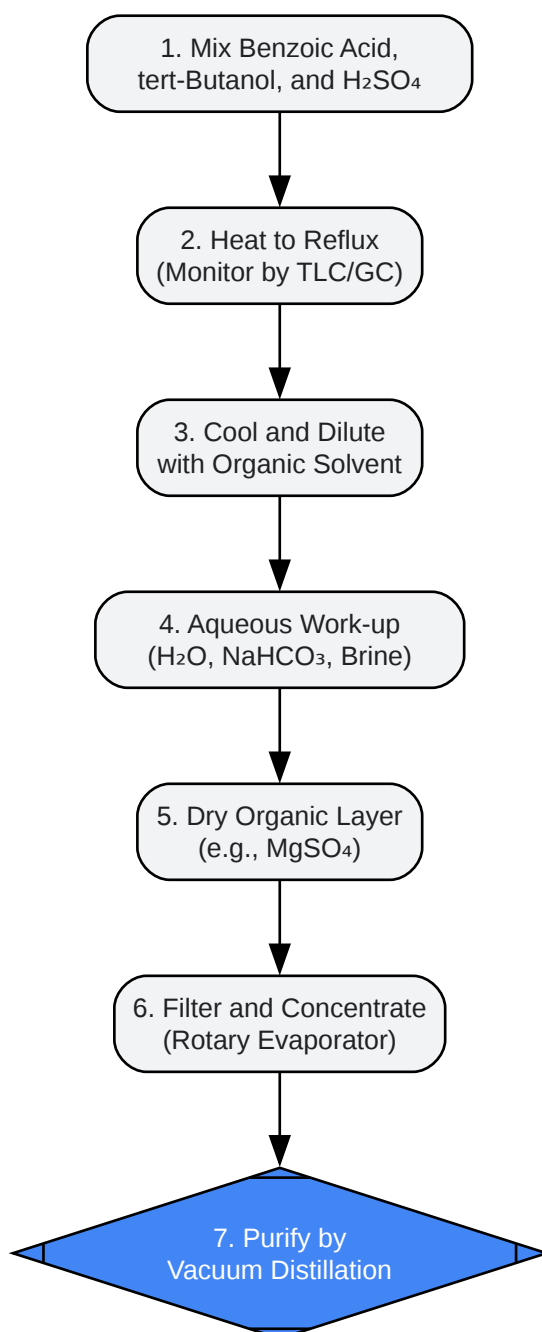 1. Mix Benzoic Acid,
tert-Butanol, and H₂SO₄
2. Heat to Reflux
(Monitor by TLC/GC)
3. Cool and Dilute
with Organic Solvent
4. Aqueous Work-up
(H₂O, NaHCO₃, Brine)
5. Dry Organic Layer
(e.g., MgSO₄)
6. Filter and Concentrate
(Rotary Evaporator)
7. Purify by
Vacuum Distillation